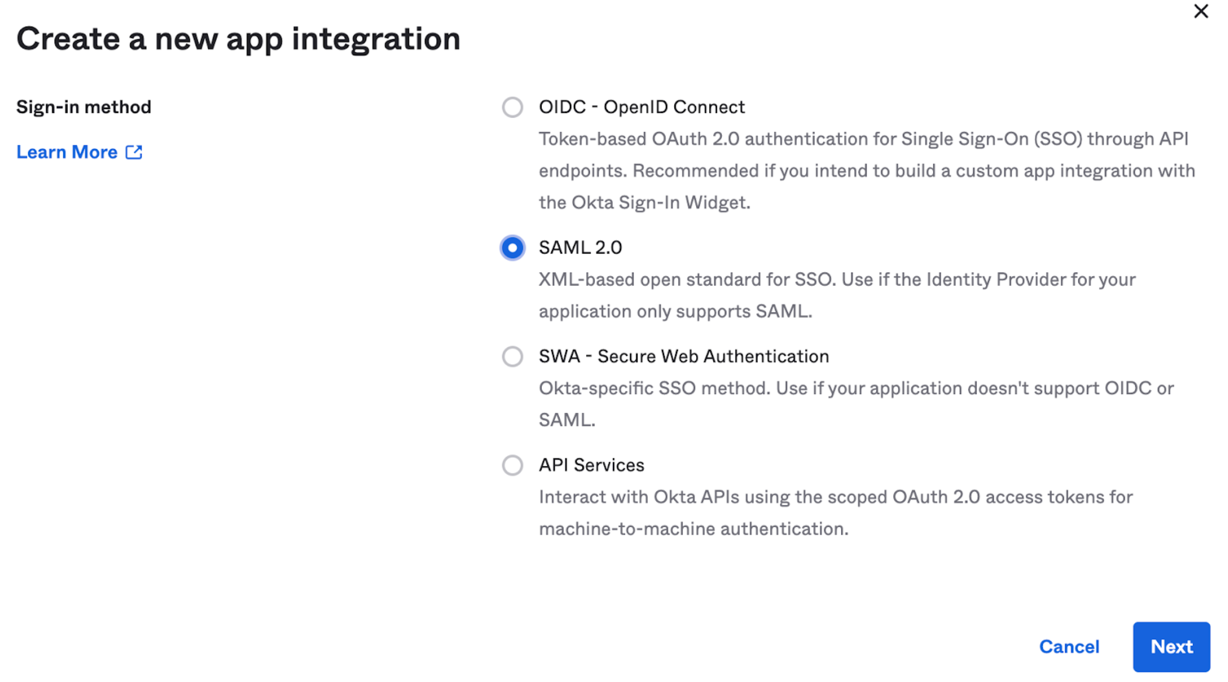 Create a new app integration
Sign-in method
Learn More
OIDC - OpenID Connect
Token-based OAuth 2.0 authentication for Single Sign-On (SSO) through API
endpoints. Recommended if you intend to build a custom app integration with
the Okta Sign-In Widget.
SAML 2.0
XML-based open standard for SSO. Use if the Identity Provider for your
application only supports SAML.
SWA - Secure Web Authentication
Okta-specific SSO method. Use if your application doesn't support OIDC or
SAML.
API Services
Interact with Okta APIs using the scoped OAuth 2.0 access tokens for
machine-to-machine authentication.
Cancel
Next